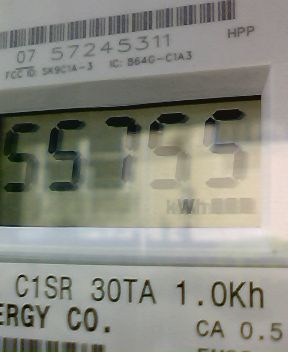 07 57245311
HPP
FCC ID: SK9C1A-3 IC: 864G-C1A3
55755
kWh
C1SR 30TA 1.0Kh
ERGY CO.
CA 0.5